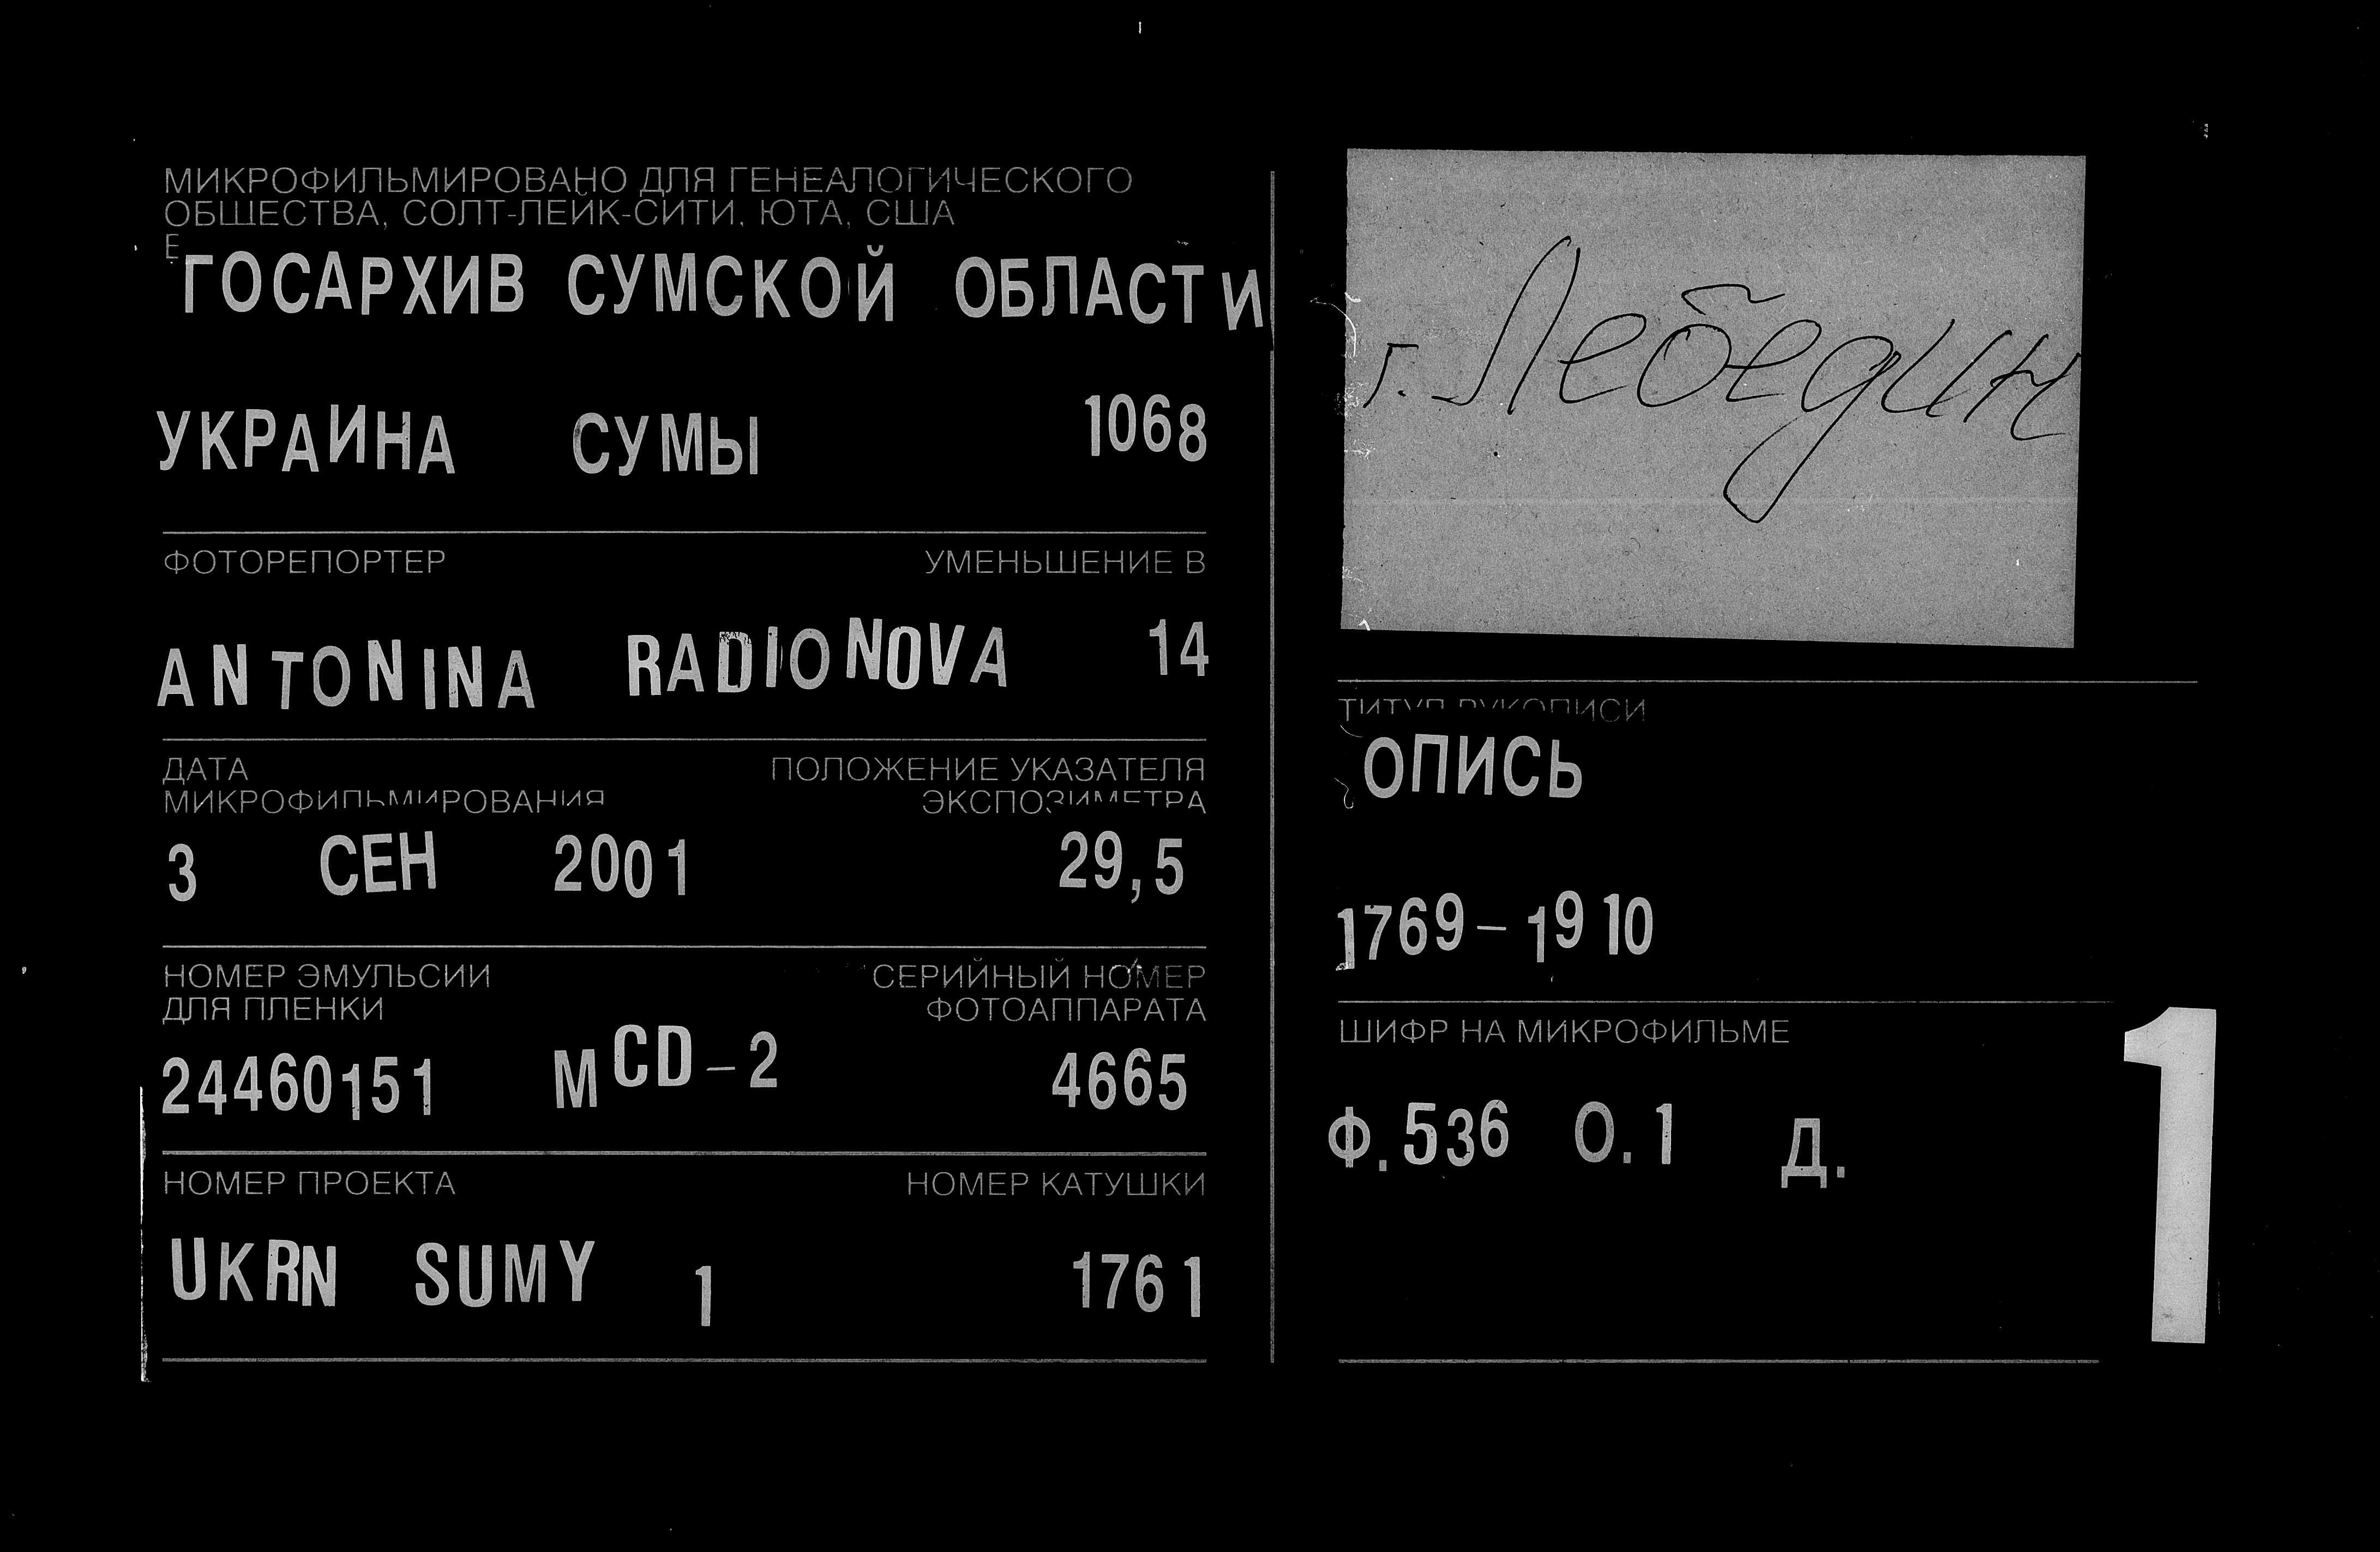 МИКРОФИЛЬМИРОВАНО ДЛЯ ГЕНЕАЛОГИЧЕСКОГО
ОБЩЕСТВА, СОЛТ-ЛЕЙК-СИТИ, ЮТА, США
ГОСАРХИВ СУМСКОЙ ОБЛАСТИ
УКРАИНА СУМЫ 1068
ФОТОРЕПОРТЕР УМЕНЬШЕНИЕ В
ANTONINA RADIONOVA 14
ДАТА ПОЛОЖЕНИЕ УКАЗАТЕЛЯ
МИКРОФИЛЬМИРОВАНИЯ ЭКСПОЗИМЕТРА
3 СЕН 2001 29,5
НОМЕР ЭМУЛЬСИИ СЕРИЙНЫЙ НОМЕР
ДЛЯ ПЛЕНКИ ФОТОАППАРАТА
24460151 MCD-2 4665
НОМЕР ПРОЕКТА НОМЕР КАТУШКИ
UKRN SUMY 1 1761
г. Лебедин
ТИТУЛ РУКОПИСИ
ОПИСЬ
1769-1910
ШИФР НА МИКРОФИЛЬМЕ
Ф.536 О.1 Д.
1